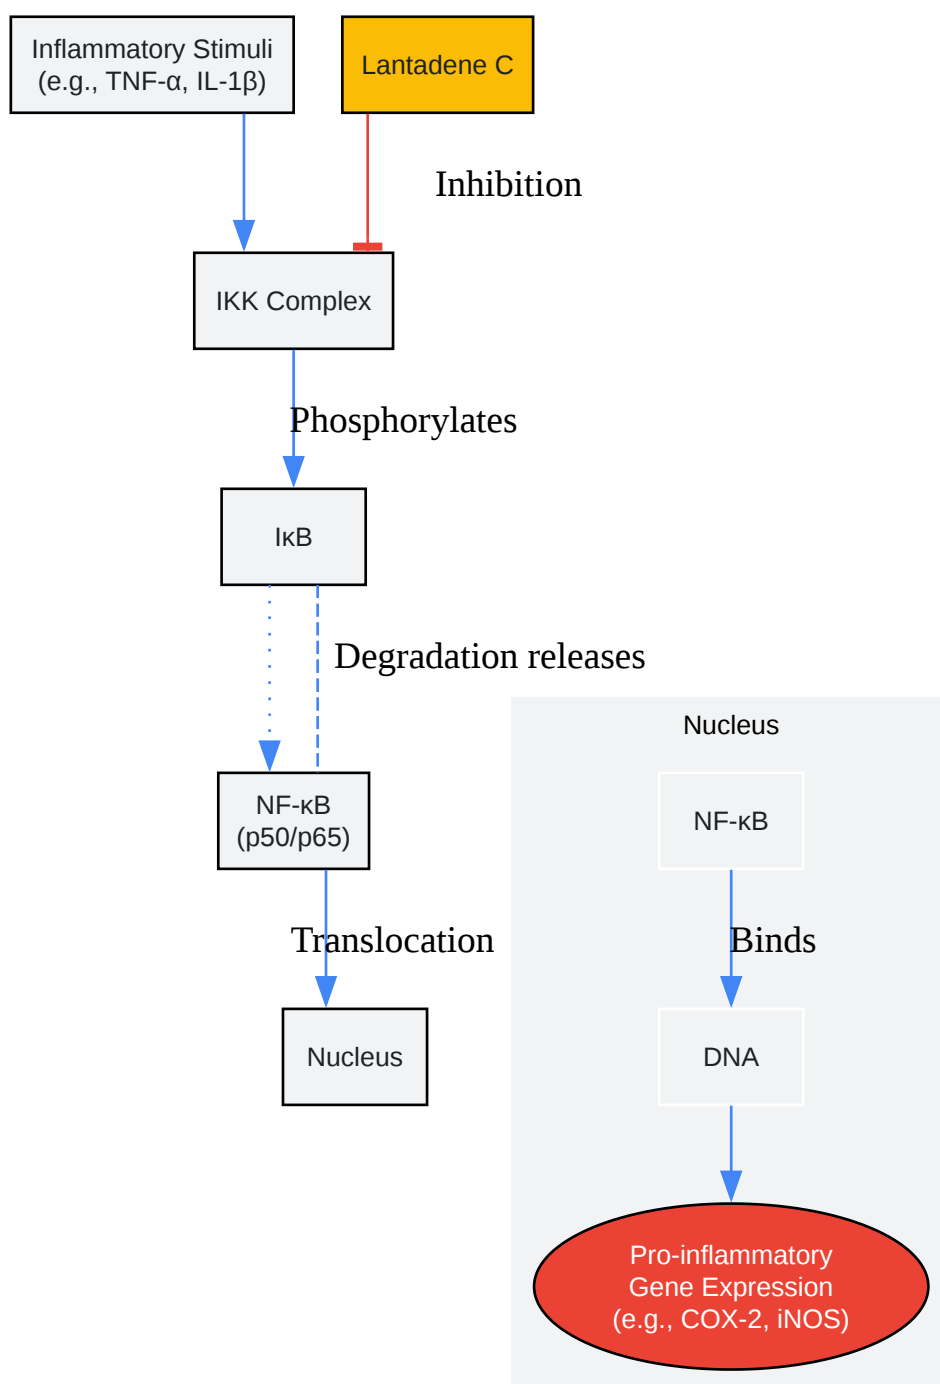 Inflammatory Stimuli
(e.g., TNF-α, IL-1β)
Lantadene C
Inhibition
IKK Complex
Phosphorylates
IκB
Degradation releases
NF-κB
(p50/p65)
Translocation
Nucleus
Nucleus
NF-κB
Binds
DNA
Pro-inflammatory
Gene Expression
(e.g., COX-2, iNOS)